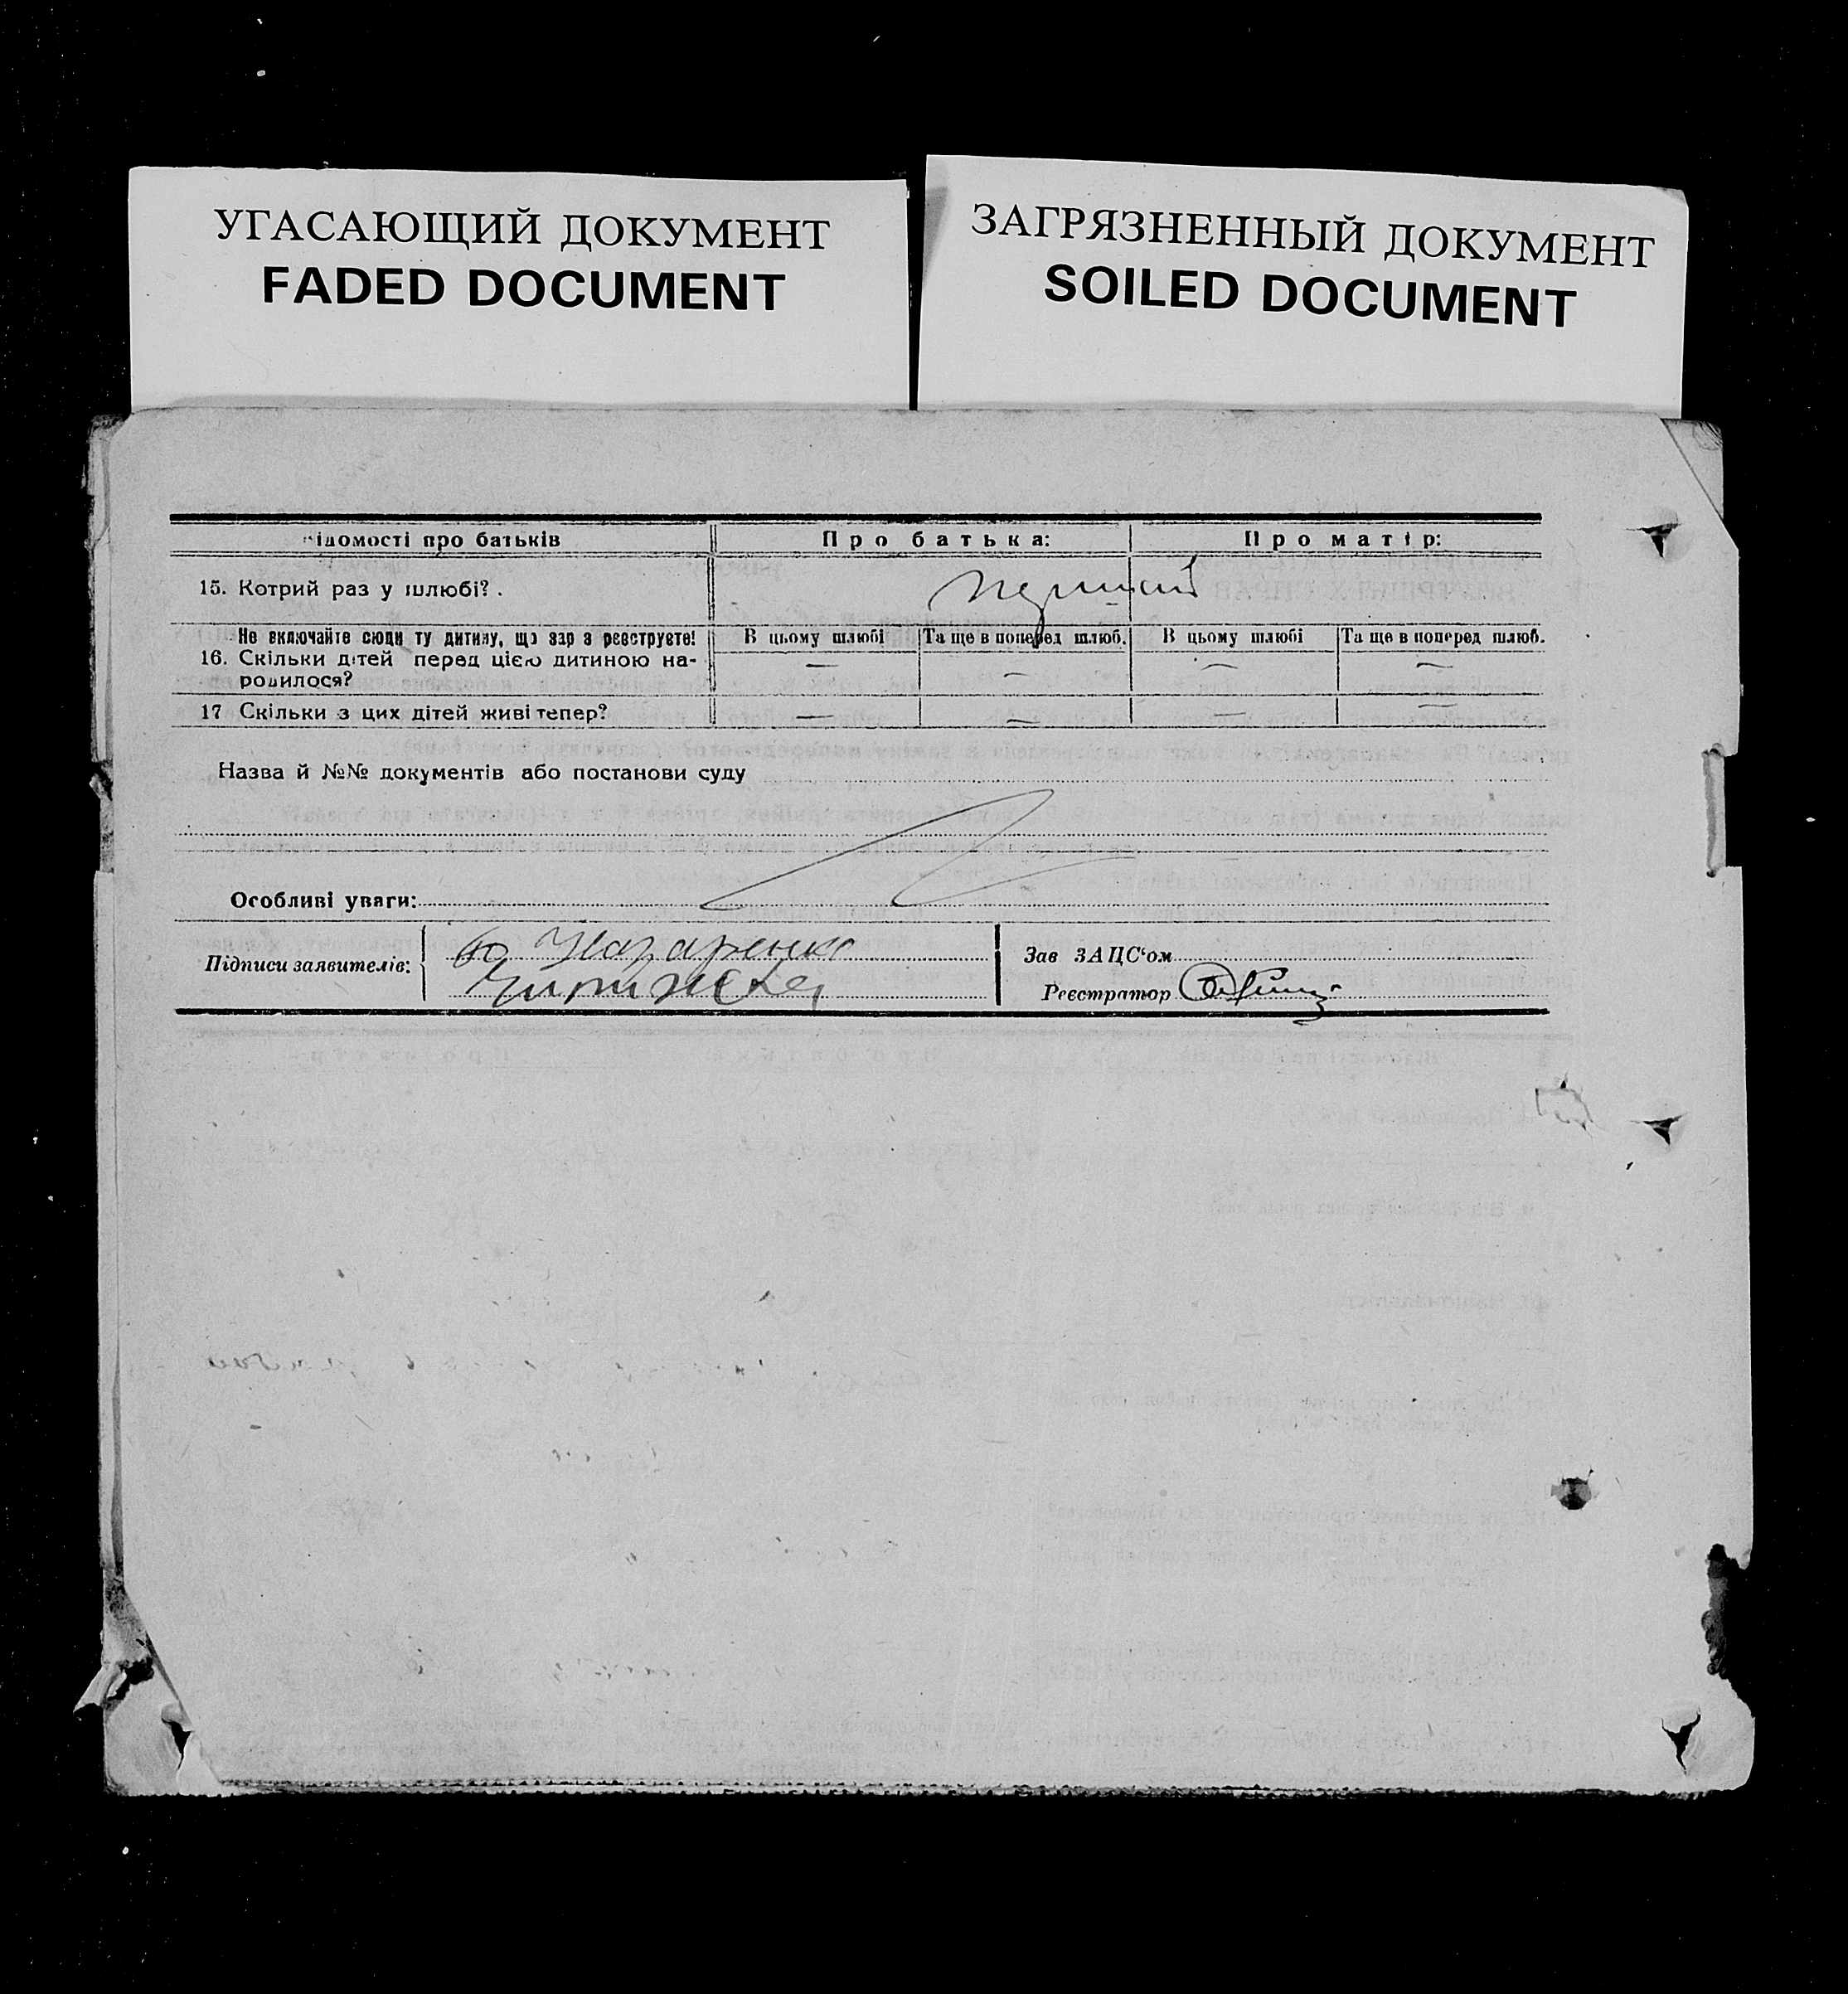 УГАСАЮЩИЙ ДОКУМЕНТ
FADED DOCUMENT
ЗАГРЯЗНЕННЫЙ ДОКУМЕНТ
SOILED DOCUMENT
ідомості про батьків Про батька: Про матір:
15. Котрий раз у шлюбі?. 
Не включайте сюди ту дитину, що зар з реєструєте! В цьому шлюбі Та ще в поперед шлюб. В цьому шлюбі Та ще в поперед шлюб.
16. Скільки дітей перед цією дитиною на- — — — —
родилося?
17 Скільки з цих дітей живі тепер? — — — —
Назва й №№ документів або постанови суду
Особливі уваги:
Підписи заявителів: Назаренко
Зав ЗАЦС‘ом
Реєстратор